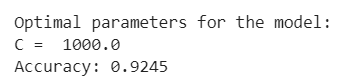 Optimal parameters for the model:
C =  1000.0
Accuracy: 0.9245